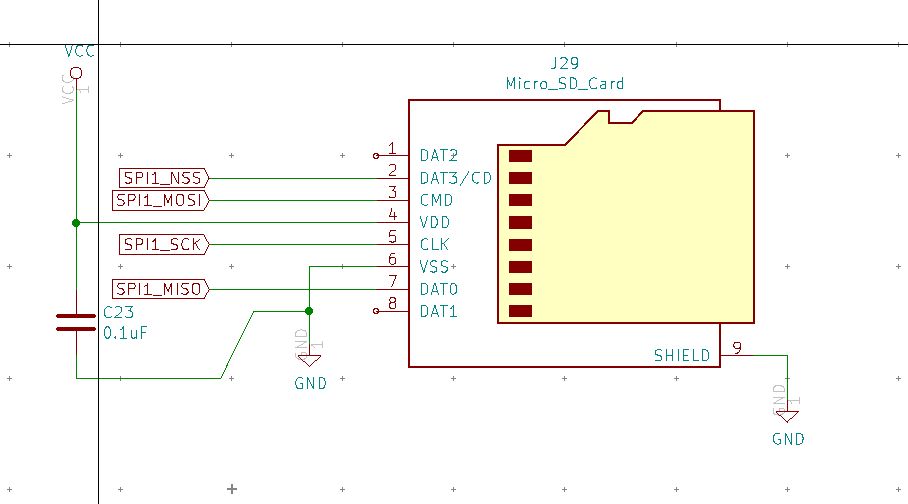 VCC
VCC
1
J29
Micro_SD_Card
1
DAT2
SPI1_NSS
2
DAT3/CD
SPI1_MOSI
3
CMD
4
VDD
SPI1_SCK
5
CLK
6
VSS
SPI1_MISO
7
DAT0
8
DAT1
C23
0.1uF
GND
1
GND
SHIELD
9
GND
1
GND